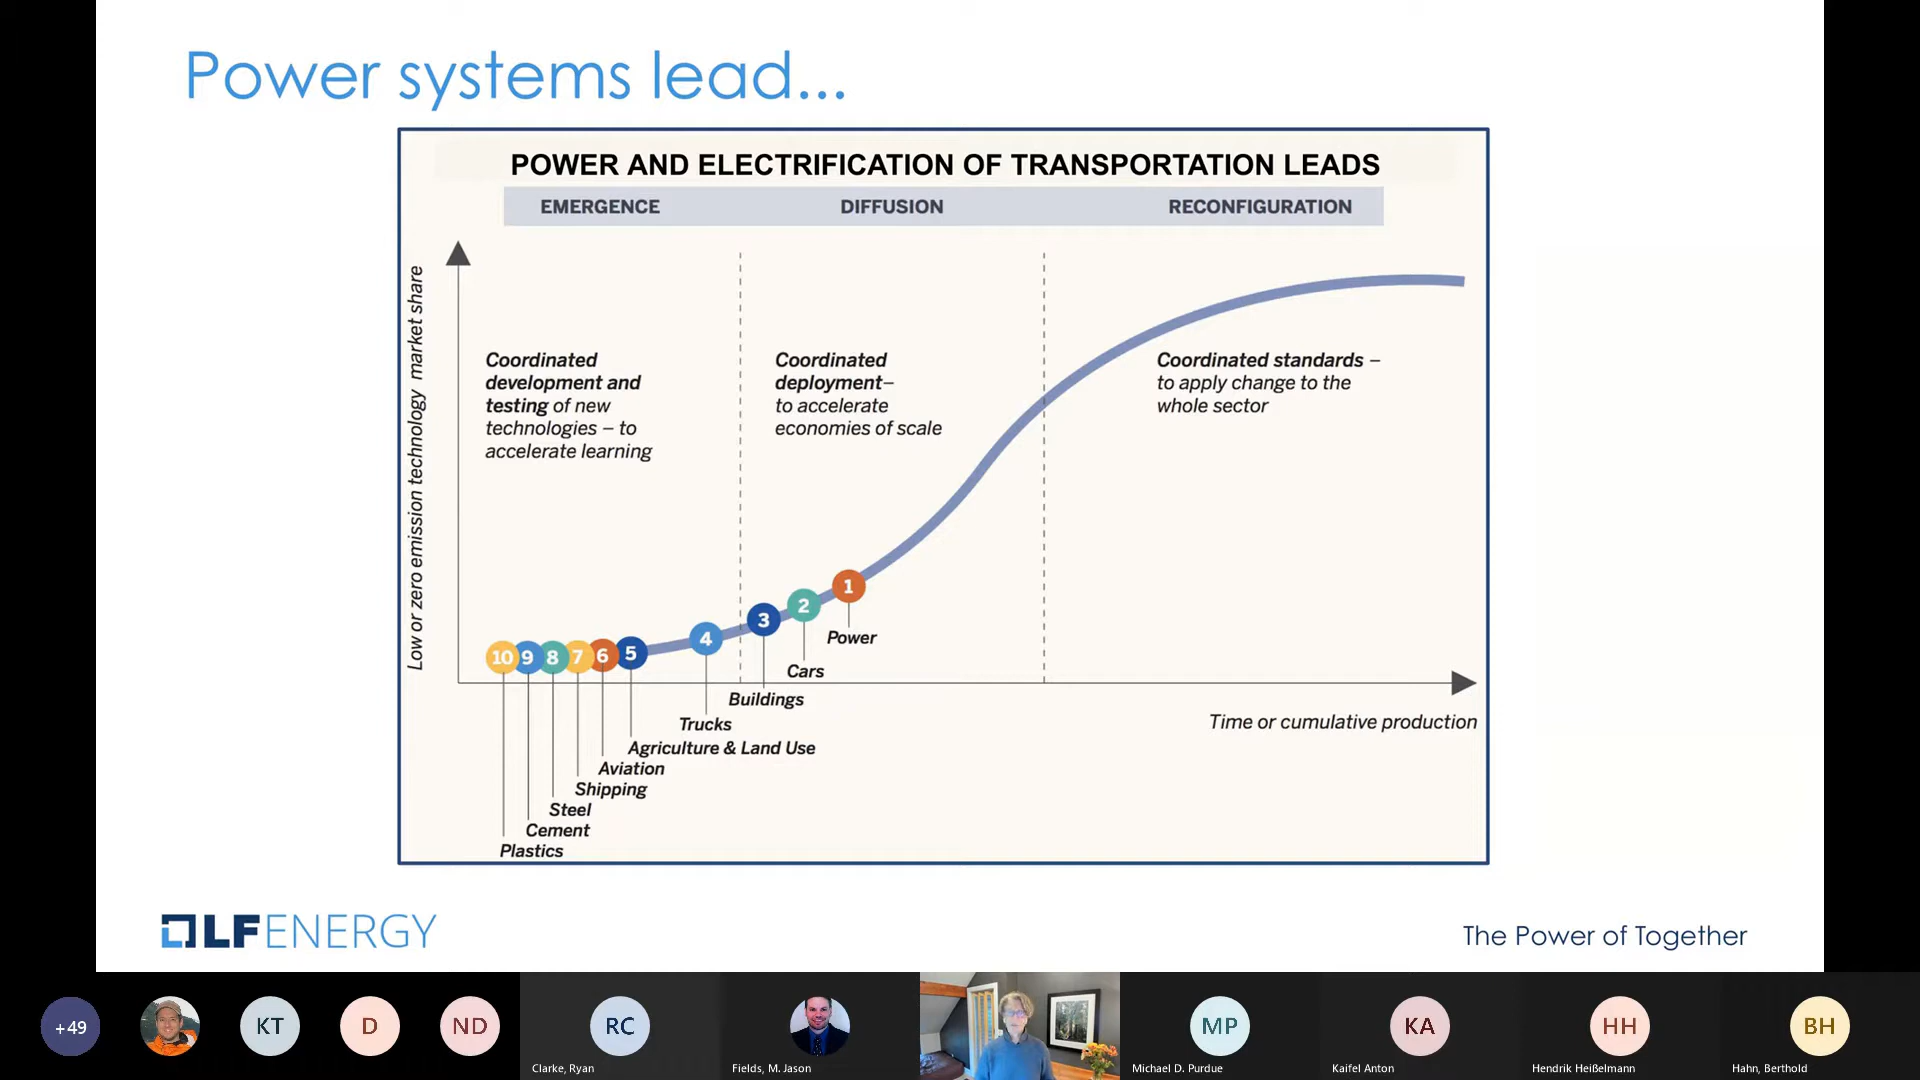 Power systems lead...
POWER AND ELECTRIFICATION OF TRANSPORTATION LEADS
EMERGENCE
DIFFUSION
RECONFIGURATION
Low or zero emission technology market share
Coordinated
development and
testing of new
technologies – to
accelerate learning
Coordinated
deployment–
to accelerate
economies of scale
Coordinated standards –
to apply change to the
whole sector
10
9
8
7
6
5
4
3
2
1
Power
Cars
Buildings
Trucks
Agriculture & Land Use
Aviation
Shipping
Steel
Cement
Plastics
Time or cumulative production
LFENERGY
The Power of Together
+49
KT
D
ND
RC
Clarke, Ryan
Fields, M. Jason
MP
Michael D. Purdue
KA
Kaifel Anton
HH
Hendrik Heißelmann
BH
Hahn, Berthold